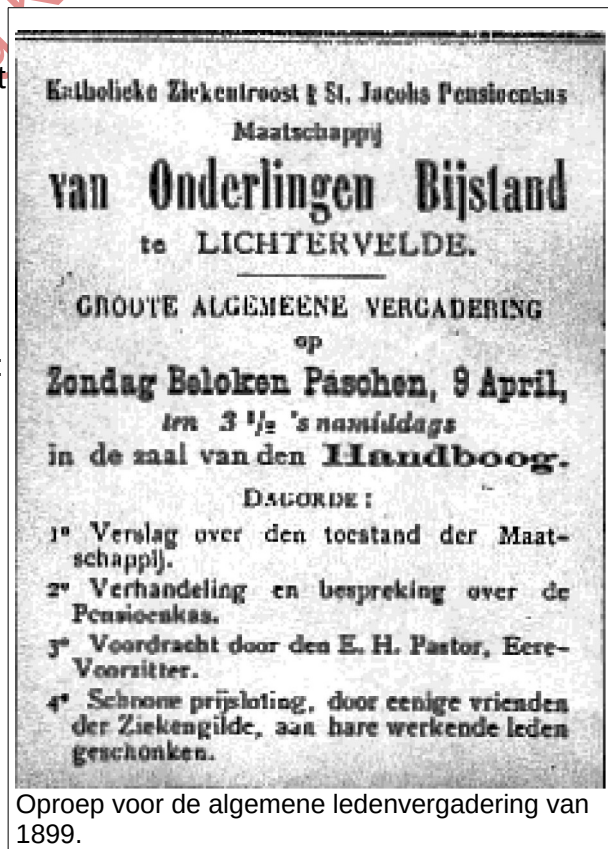 Katholieke Ziekentroost & St. Jacobs Pensioenkas
Maatschappij
van Onderlingen Bijstand
te LICHTERVELDE.
GROOTE ALGEMEENE VERGADERING
op
Zondag Beloken Paschen, 9 April,
ten 3 1/2 's namiddags
in de zaal van den Handboog.
DAGORDE :
1° Verslag over den toestand der Maat-
schappij.
2° Verhandeling en bespreking over de
Pensioenkas.
3° Voordracht door den E. H. Pastor, Eere-
Voorzitter.
4° Schoone prijsloting, door eenige vrienden
der Ziekengilde, aan hare werkende leden
geschonken.
Oproep voor de algemene ledenvergadering van
1899.